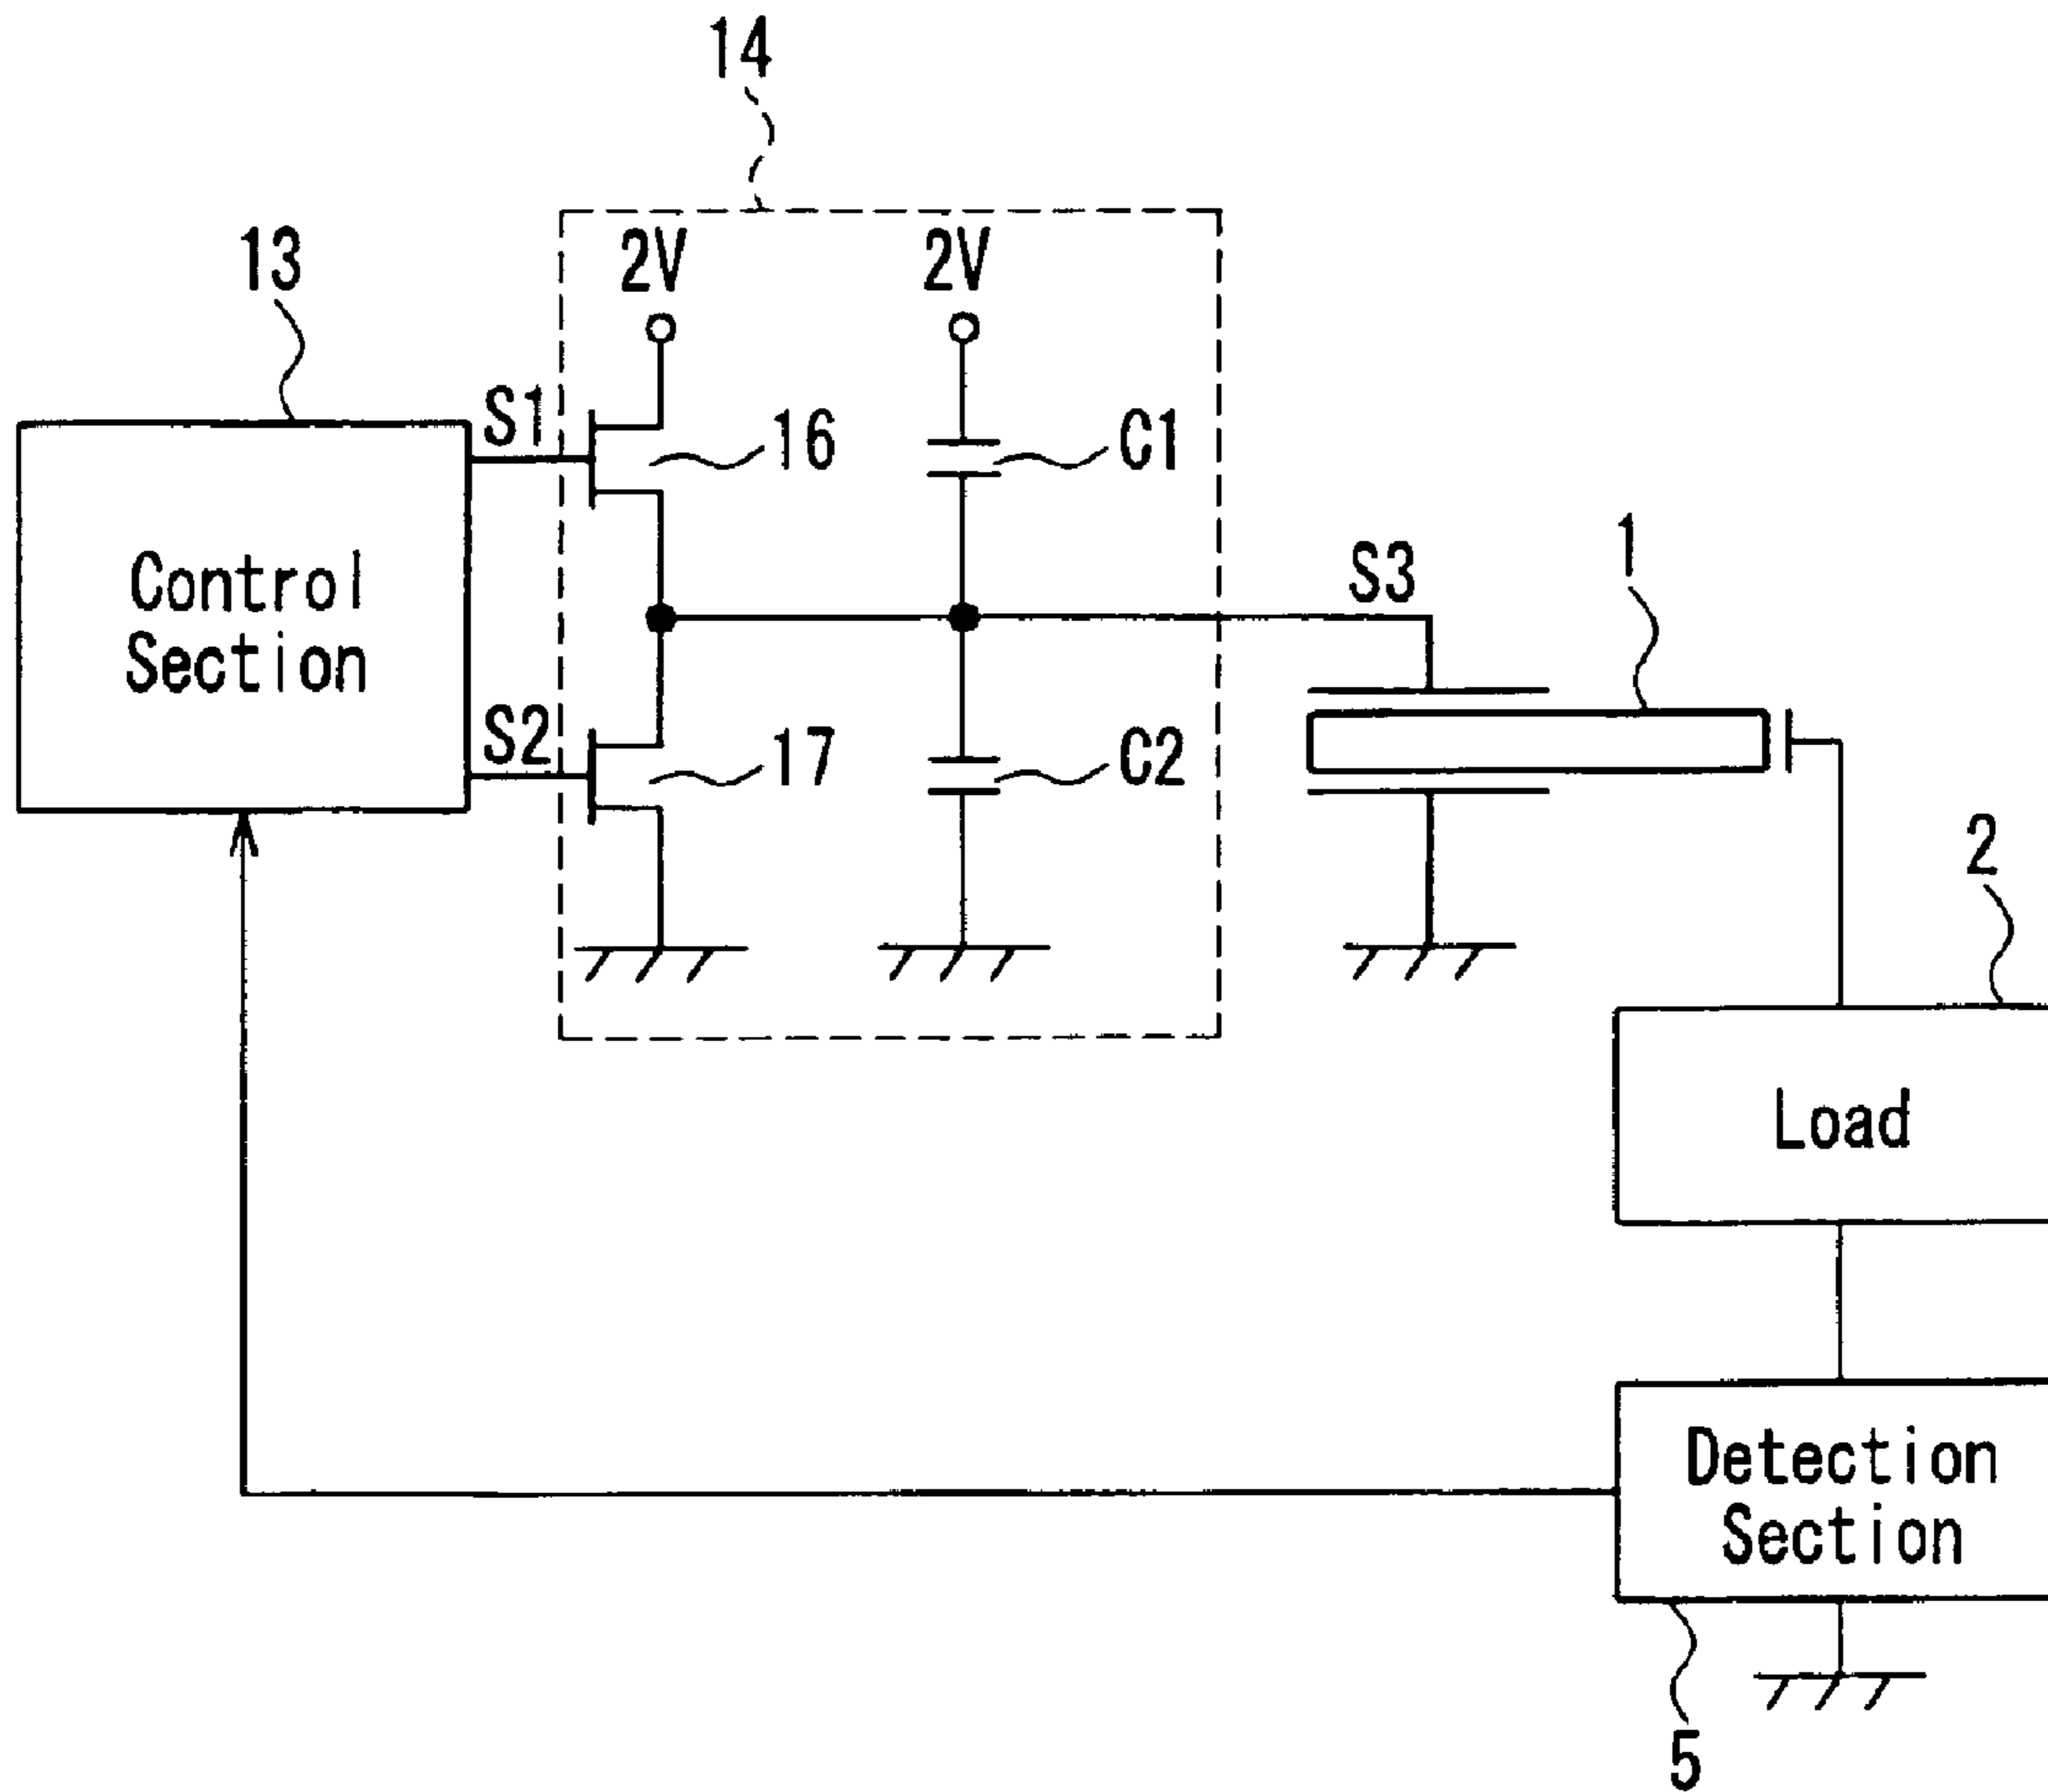 14
13
2V
2V
S1
16
C1
Control
Section
S3
1
S2
17
C2
2
Load
Detection
Section
5